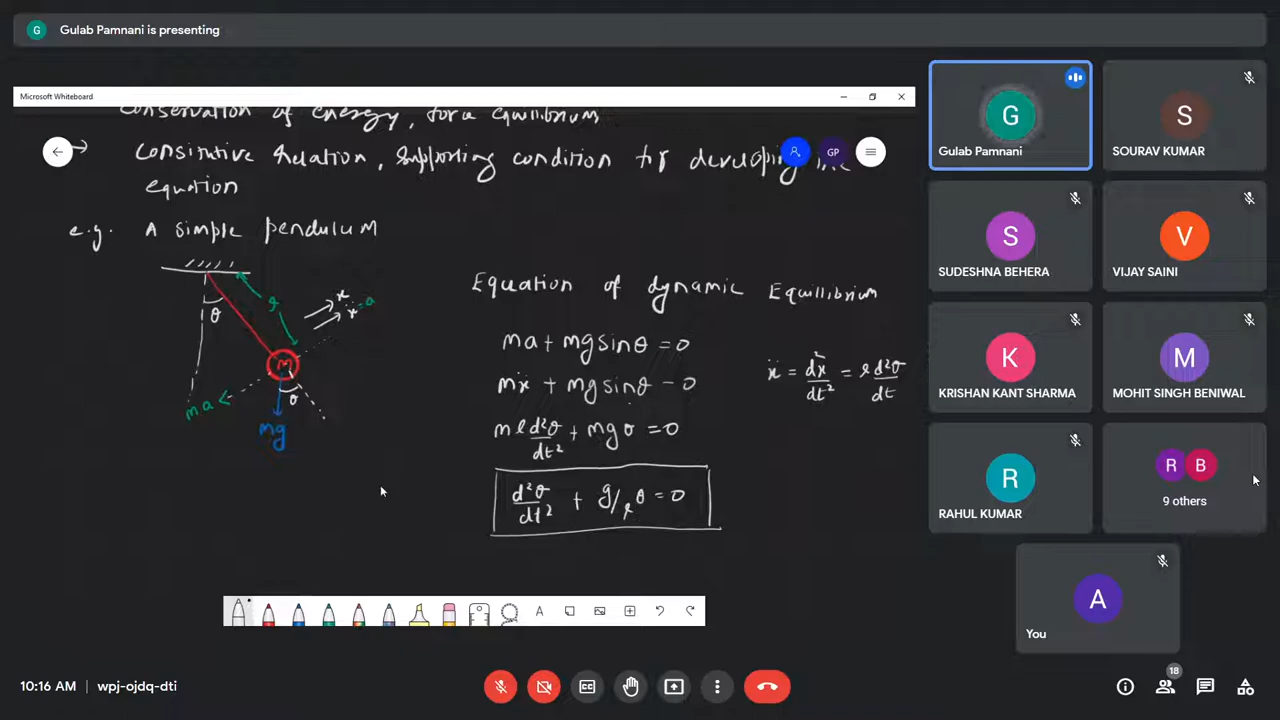 G Gulab Pamnani is presenting
Microsoft Whiteboard
Conservation of energy, force equilibrium
Consitutive Relation, supporting condition for developing the
GP
equation
e.g. A simple pendulum
θ
l
x
ẍ = a
M
θ
ma
mg
Equation of dynamic Equilibrium
ma + mg sinθ = 0
mẍ + mg sinθ - 0
ml d²θ/dt² + mgθ = 0
d²θ/dt² + g/l θ = 0
ẍ = d²x/dt² = l d²θ/dt
A
G
Gulab Pamnani
S
SOURAV KUMAR
S
SUDESHNA BEHERA
V
VIJAY SAINI
K
KRISHAN KANT SHARMA
M
MOHIT SINGH BENIWAL
R
RAHUL KUMAR
R B
9 others
A
You
10:16 AM | wpj-ojdq-dti
18